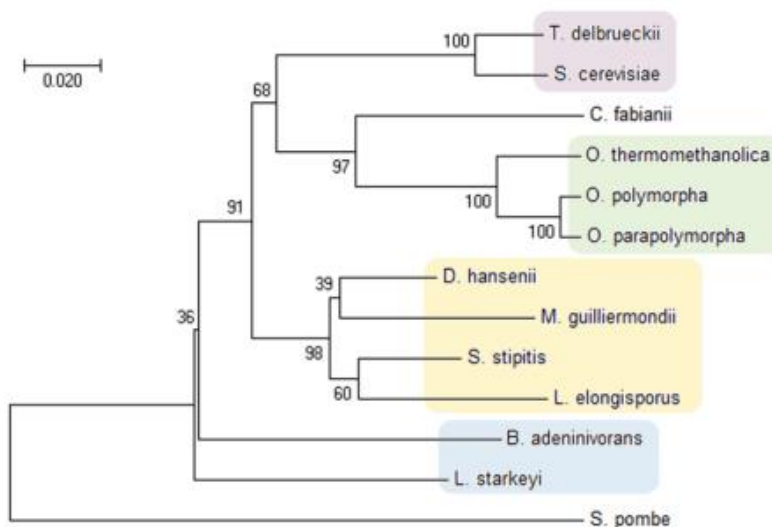 T. delbrueckii
100
S. cerevisiae
0.020
68
C. fabianii
O. thermomethanolica
97
O. polymorpha
100
100
O. parapolymorpha
91
D. hansenii
39
M. guilliermondii
36
98
S. stipitis
60
L. elongisporus
B. adeninivorans
L. starkeyi
S. pombe